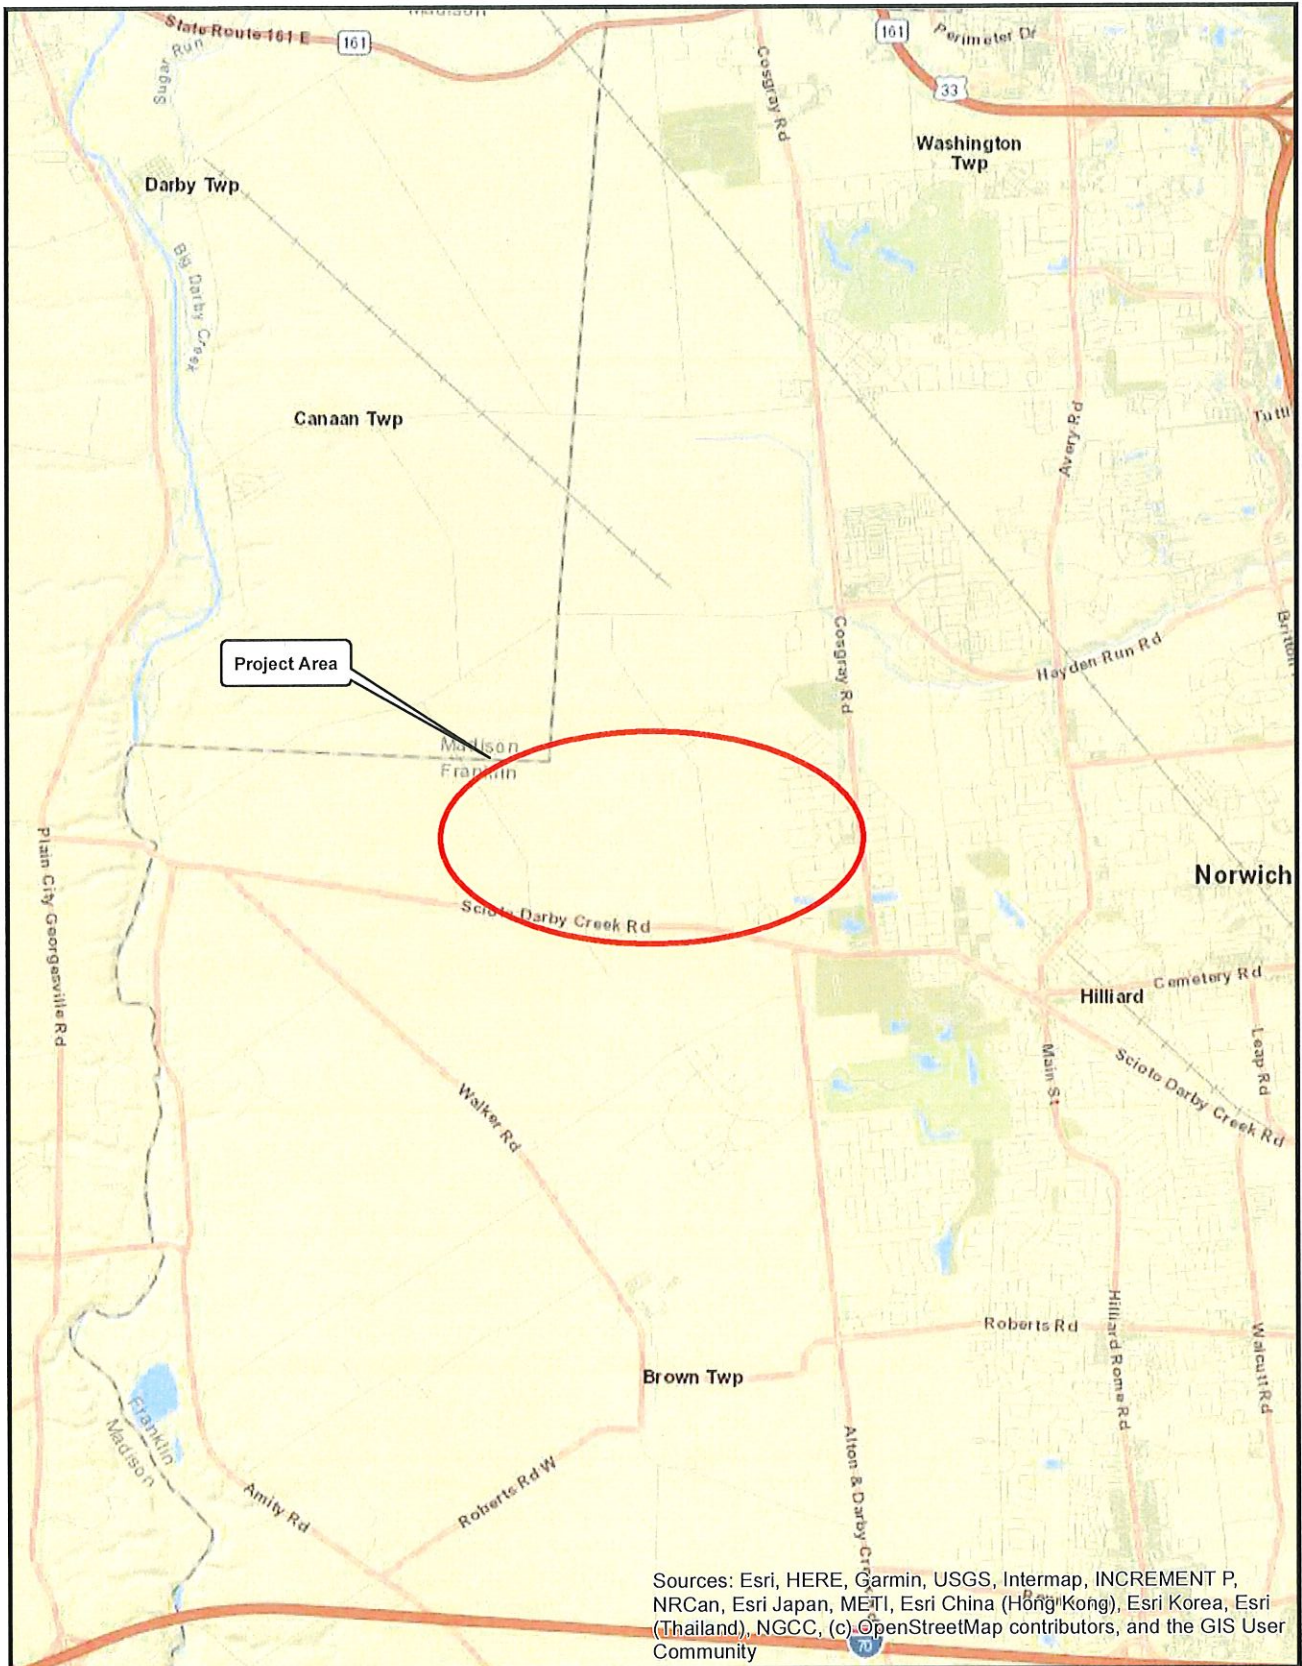 Madison
State Route 161 E
161
161
Perimeter Dr
Sugar Run
Cosgray Rd
33
Washington
Twp
Darby Twp
Big Darby Creek
Canaan Twp
Avery Rd
Tuttl
Cosgray Rd
Britton
Hayden Run Rd
Project Area
Madison
Franklin
Plain City Georgesville Rd
Norwich
Scioto Darby Creek Rd
Cemetery Rd
Hilliard
Leap Rd
Main St
Scioto Darby Creek Rd
Walker Rd
Roberts Rd
Hilliard Rome Rd
Walcutt Rd
Brown Twp
Franklin
Madison
Alton & Darby Cr
Roberts Rd W
Amity Rd
Sources: Esri, HERE, Garmin, USGS, Intermap, INCREMENT P,
NRCan, Esri Japan, METI, Esri China (Hong Kong), Esri Korea, Esri
(Thailand), NGCC, (c) OpenStreetMap contributors, and the GIS User
Community
70